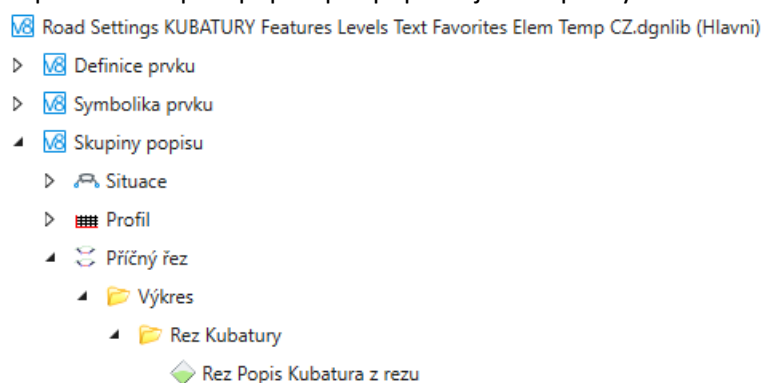 Road Settings KUBATURY Features Levels Text Favorites Elem Temp CZ.dgnlib (Hlavni)
Definice prvku
Symbolika prvku
Skupiny popisu
Situace
Profil
Příčný řez
Výkres
Rez Kubatury
Rez Popis Kubatura z rezu